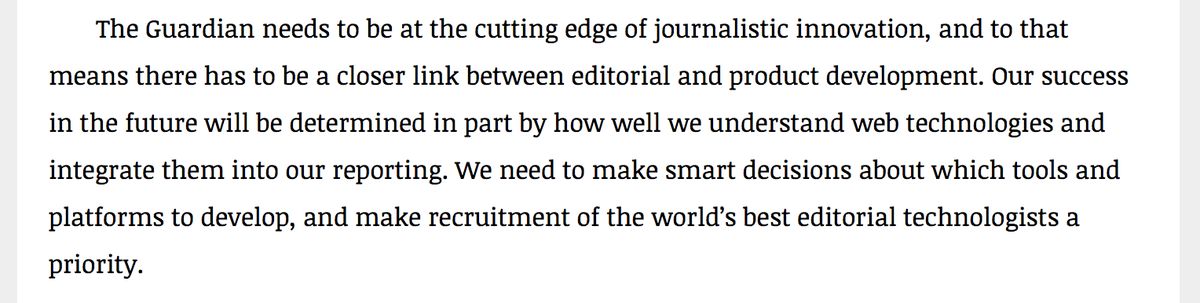 The Guardian needs to be at the cutting edge of journalistic innovation, and to that
means there has to be a closer link between editorial and product development. Our success
in the future will be determined in part by how well we understand web technologies and
integrate them into our reporting. We need to make smart decisions about which tools and
platforms to develop, and make recruitment of the world’s best editorial technologists a
priority.